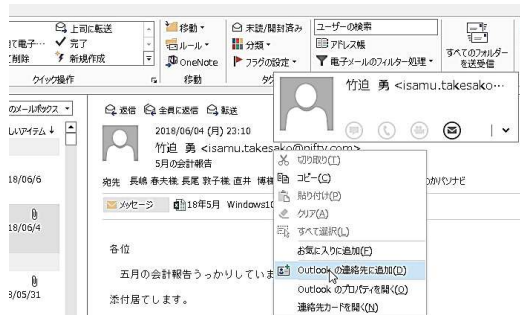 上司に転送
移動
未読/開封済み
ユーザーの検索
て電子…
完了
ルール
分類
アドレス帳
削除
新規作成
OneNote
フラグの設定
電子メールのフィルター処理
すべてのフォルダー
を送受信
クイック操作
移動
竹迫 勇 <isamu.takesako…
のメールボックス
返信 全員に返信 転送
しいアイテム ↓
2018/06/04 (月) 23:10
竹迫 勇 <isamu.takesako@nifty.com>
5月の会計報告
18/06/6
宛先 長嶋 春夫様; 長尾 敦子様; 直井 博様
メッセージ
18年5月 Windows10
18/06/4
切り取り(T)
コピー(C)
貼り付け(P)
クリア(A)
すべて選択(L)
お気に入りに追加(F)
Outlook の連絡先に追加(D)
Outlook のプロパティを開く(O)
連絡先カードを開く(N)
各位
五月の会計報告うっかりしていま
8/05/31
添付居てします。